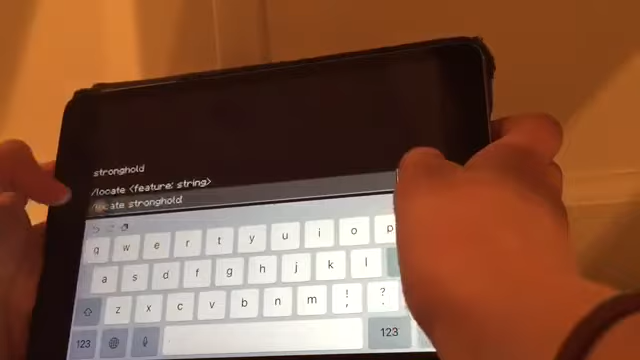 stronghold
/locate <feature: string>
/locate stronghold
q w e r t y u i o p
a s d f g h j k l
z x c v b n m ! , ? .
123 123